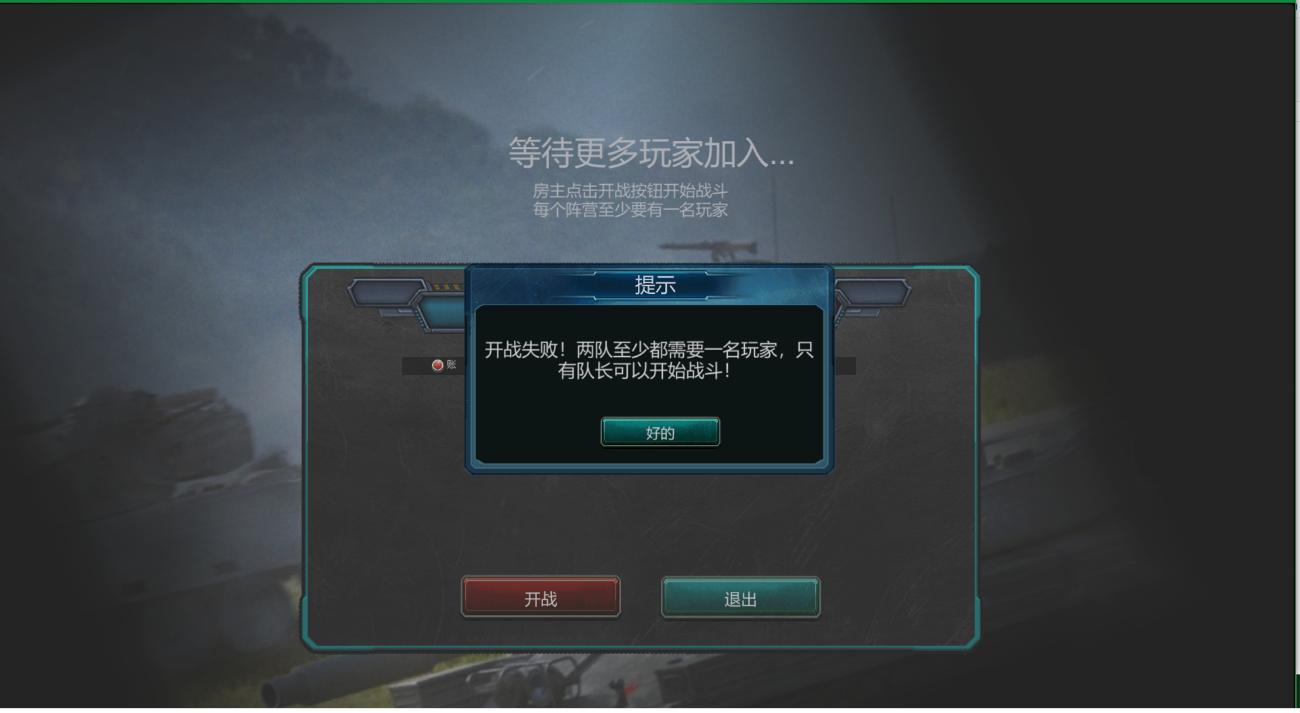 等待更多玩家加入...
房主点击开战按钮开始战斗
每个阵营至少要有一名玩家
提示
开战失败！两队至少都需要一名玩家，只
有队长可以开始战斗！
账
好的
开战
退出